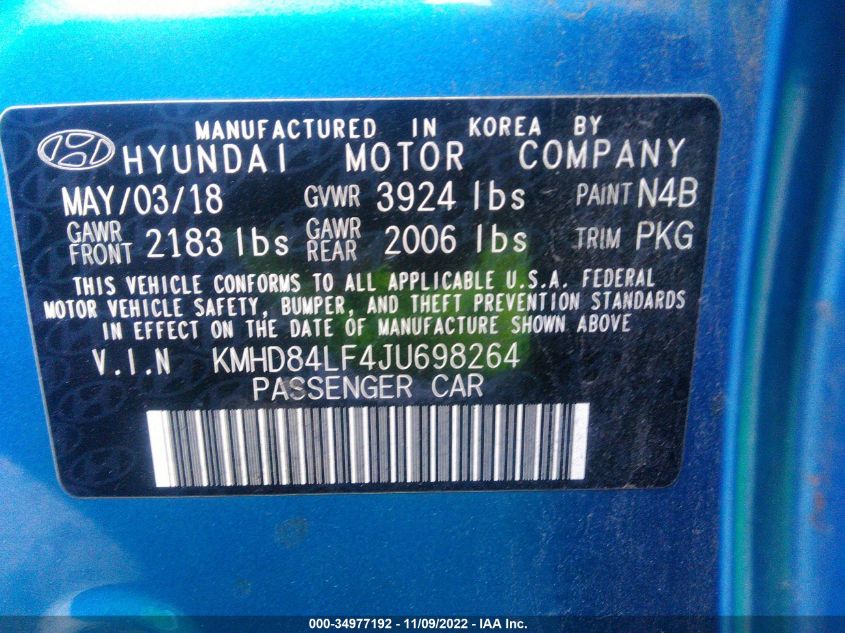 MANUFACTURED IN KOREA BY
HYUNDAI MOTOR COMPANY
MAY/03/18 GVWR 3924 lbs PAINT N4B
GAWR FRONT 2183 lbs GAWR REAR 2006 lbs TRIM PKG
THIS VEHICLE CONFORMS TO ALL APPLICABLE U.S.A. FEDERAL
MOTOR VEHICLE SAFETY, BUMPER, AND THEFT PREVENTION STANDARDS
IN EFFECT ON THE DATE OF MANUFACTURE SHOWN ABOVE
V.I.N KMHD84LF4JU698264
PASSENGER CAR
000-34977192 - 11/09/2022 - IAA Inc.